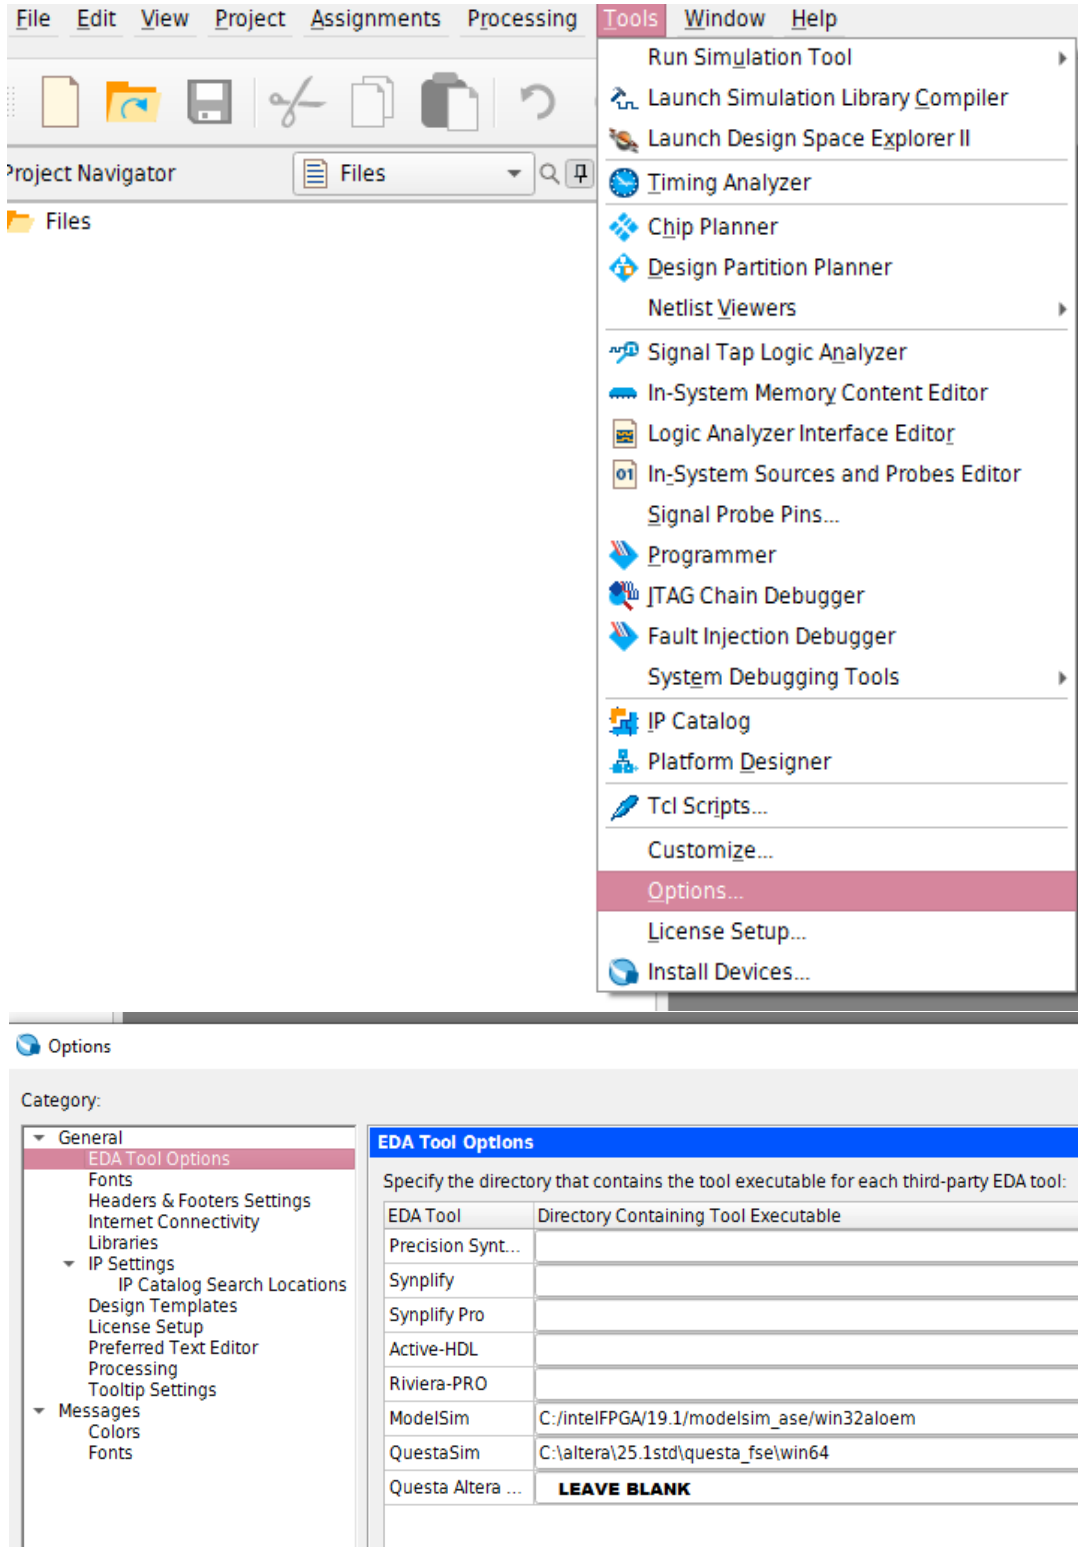 File Edit View Project Assignments Processing Tools Window Help
Run Simulation Tool
Launch Simulation Library Compiler
Launch Design Space Explorer II
Project Navigator Files
Timing Analyzer
Files
Chip Planner
Design Partition Planner
Netlist Viewers
Signal Tap Logic Analyzer
In-System Memory Content Editor
Logic Analyzer Interface Editor
01 In-System Sources and Probes Editor
Signal Probe Pins...
Programmer
JTAG Chain Debugger
Fault Injection Debugger
System Debugging Tools
IP Catalog
Platform Designer
Tcl Scripts...
Customize...
Options...
License Setup...
Install Devices...
Options
Category:
General
EDA Tool Options
Fonts
Headers & Footers Settings
Internet Connectivity
Libraries
IP Settings
IP Catalog Search Locations
Design Templates
License Setup
Preferred Text Editor
Processing
Tooltip Settings
Messages
Colors
Fonts
EDA Tool Options
Specify the directory that contains the tool executable for each third-party EDA tool:
EDA Tool Directory Containing Tool Executable
Precision Synt...
Synplify
Synplify Pro
Active-HDL
Riviera-PRO
ModelSim C:/intelFPGA/19.1/modelsim_ase/win32aloem
QuestaSim C:\altera\25.1std\questa_fse\win64
Questa Altera ... LEAVE BLANK